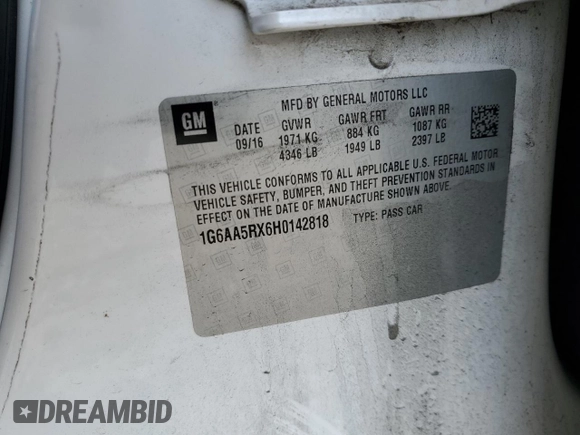 MFD BY GENERAL MOTORS LLC
GM
DATE GVWR GAWR FRT GAWR RR
09/16 1971 KG 884 KG 1087 KG
4346 LB 1949 LB 2397 LB
THIS VEHICLE CONFORMS TO ALL APPLICABLE U.S. FEDERAL MOTOR
VEHICLE SAFETY, BUMPER, AND THEFT PREVENTION STANDARDS IN
EFFECT ON THE DATE OF MANUFACTURE SHOWN ABOVE.
1G6AA5RX6H0142818 TYPE: PASS CAR
DREAMBID